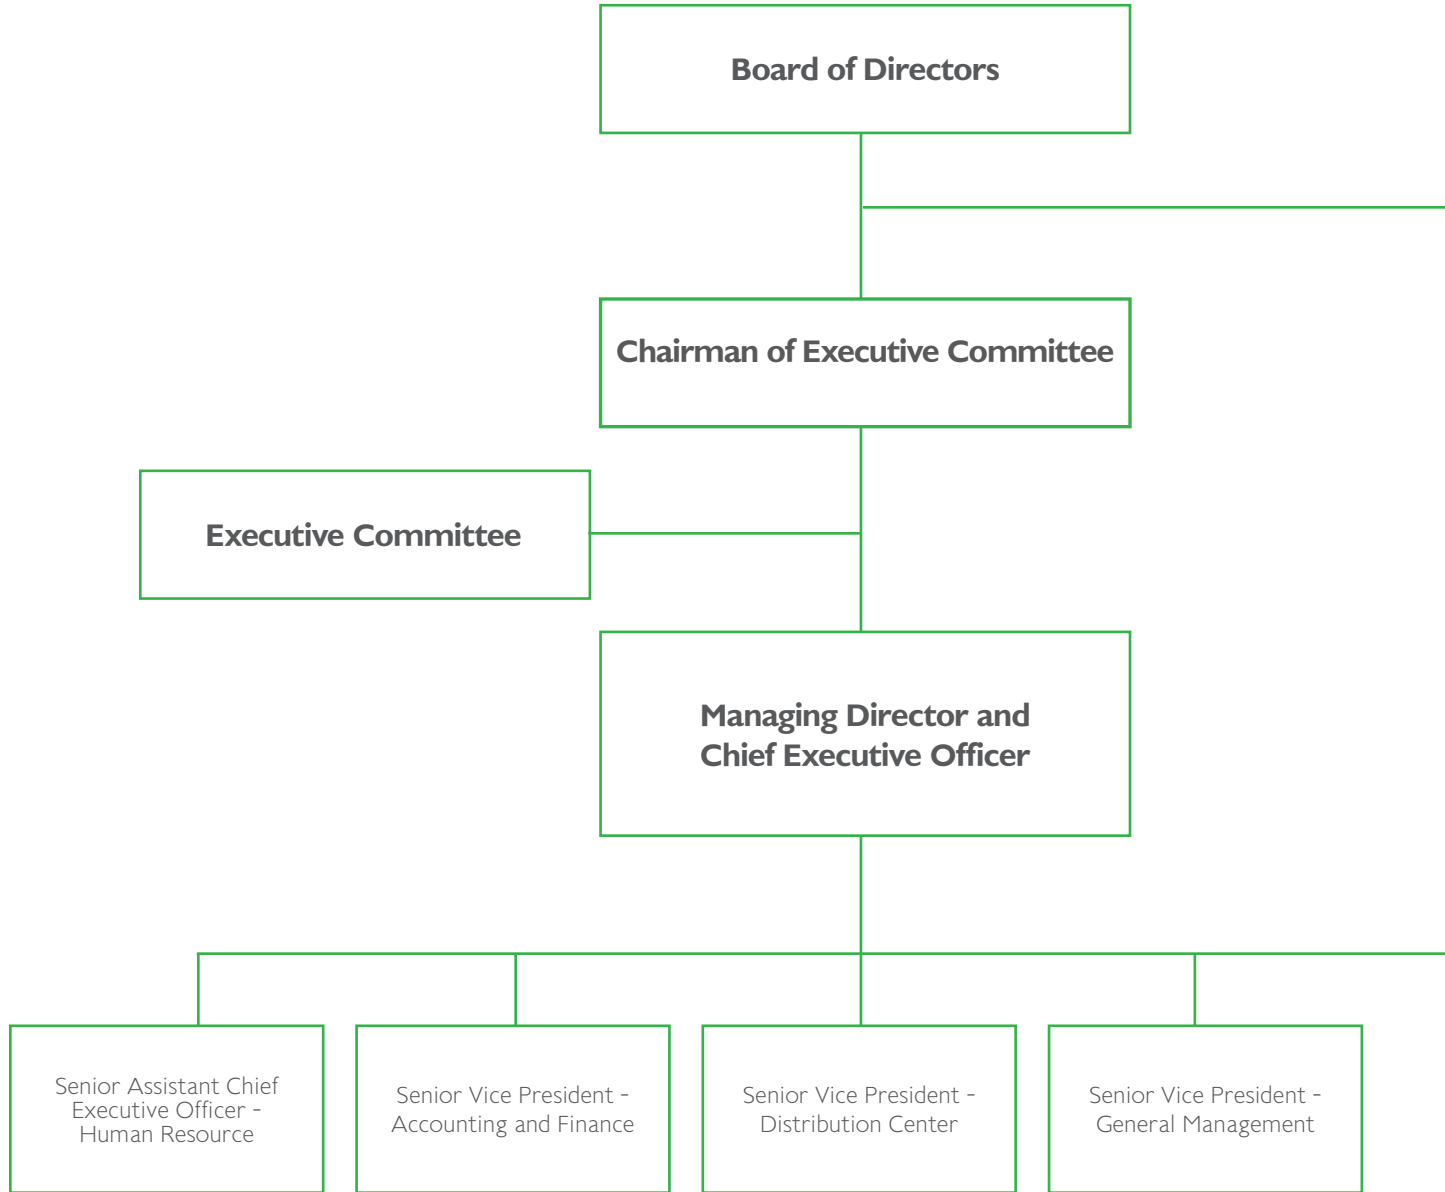 Board of Directors
Chairman of Executive Committee
Executive Committee
Managing Director and
Chief Executive Officer
Senior Assistant Chief
Executive Officer -
Human Resource
Senior Vice President -
Accounting and Finance
Senior Vice President -
Distribution Center
Senior Vice President -
General Management